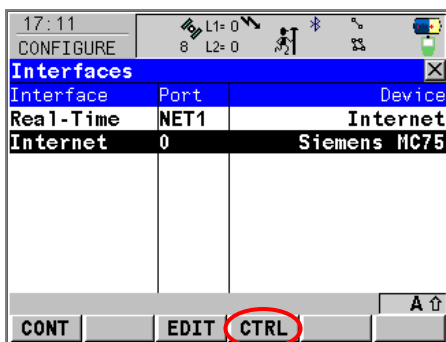 17:11 L1= 0
CONFIGURE 8 L2= 0
Interfaces
Interface Port Device
Real-Time NET1 Internet
Internet 0 Siemens MC75
A
CONT EDIT CTRL